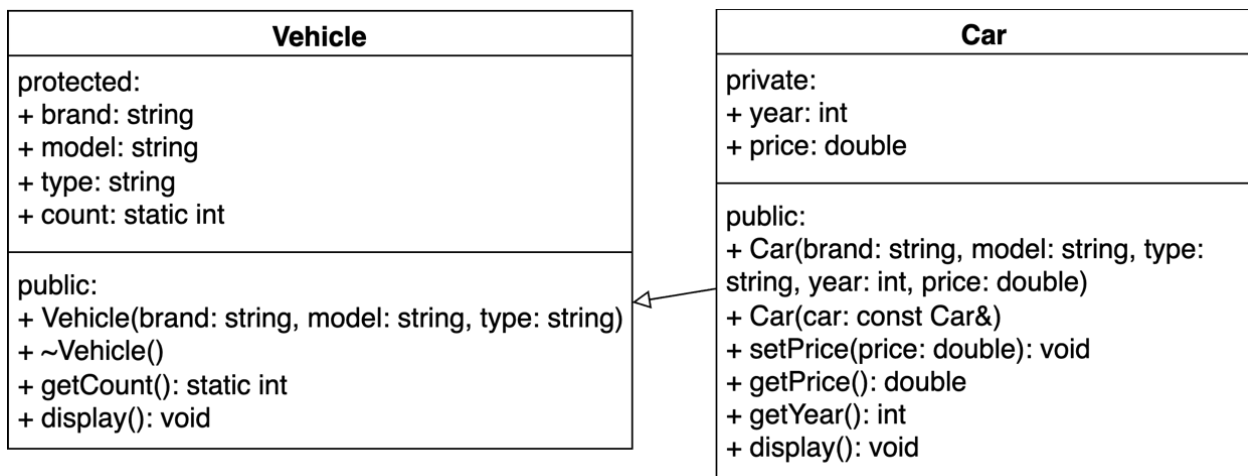 Vehicle
protected:
+ brand: string
+ model: string
+ type: string
+ count: static int
public:
+ Vehicle(brand: string, model: string, type: string)
+ ~Vehicle()
+ getCount(): static int
+ display(): void
Car
private:
+ year: int
+ price: double
public:
+ Car(brand: string, model: string, type:
string, year: int, price: double)
+ Car(car: const Car&)
+ setPrice(price: double): void
+ getPrice(): double
+ getYear(): int
+ display(): void